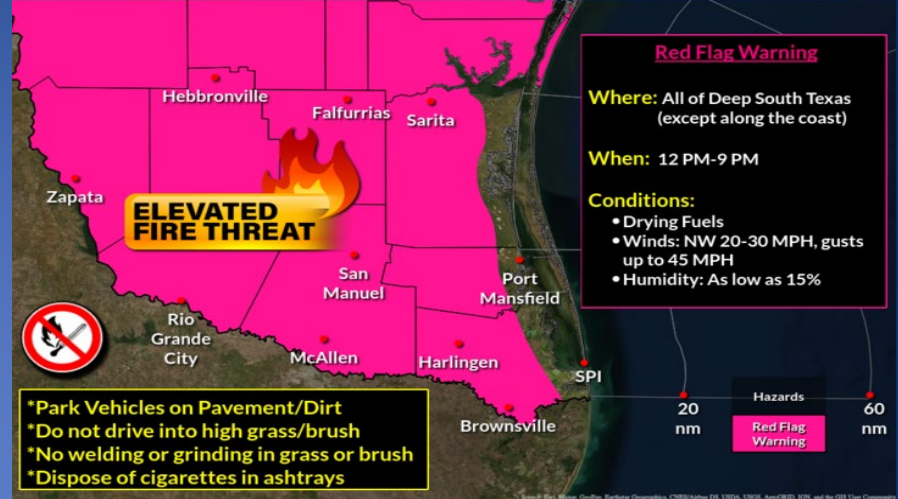 Red Flag Warning
Where: All of Deep South Texas
(except along the coast)
When: 12 PM-9 PM
Conditions:
• Drying Fuels
• Winds: NW 20-30 MPH, gusts
up to 45 MPH
• Humidity: As low as 15%
Hebbronville
Falfurrias
Sarita
Zapata
ELEVATED
FIRE THREAT
San
Manuel
Port
Mansfield
Rio
Grande
City
McAllen
Harlingen
SPI
Brownsville
20
nm
60
nm
Hazards
Red Flag
Warning
*Park Vehicles on Pavement/Dirt
*Do not drive into high grass/brush
*No welding or grinding in grass or brush
*Dispose of cigarettes in ashtrays